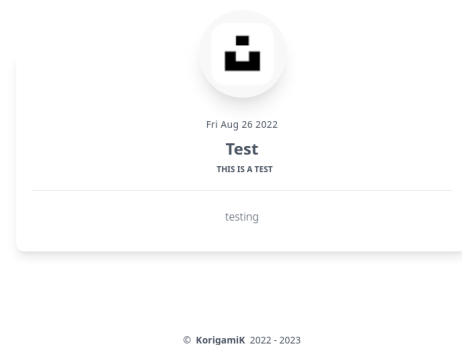 Fri Aug 26 2022
Test
THIS IS A TEST
testing
© KorigamiK 2022 - 2023